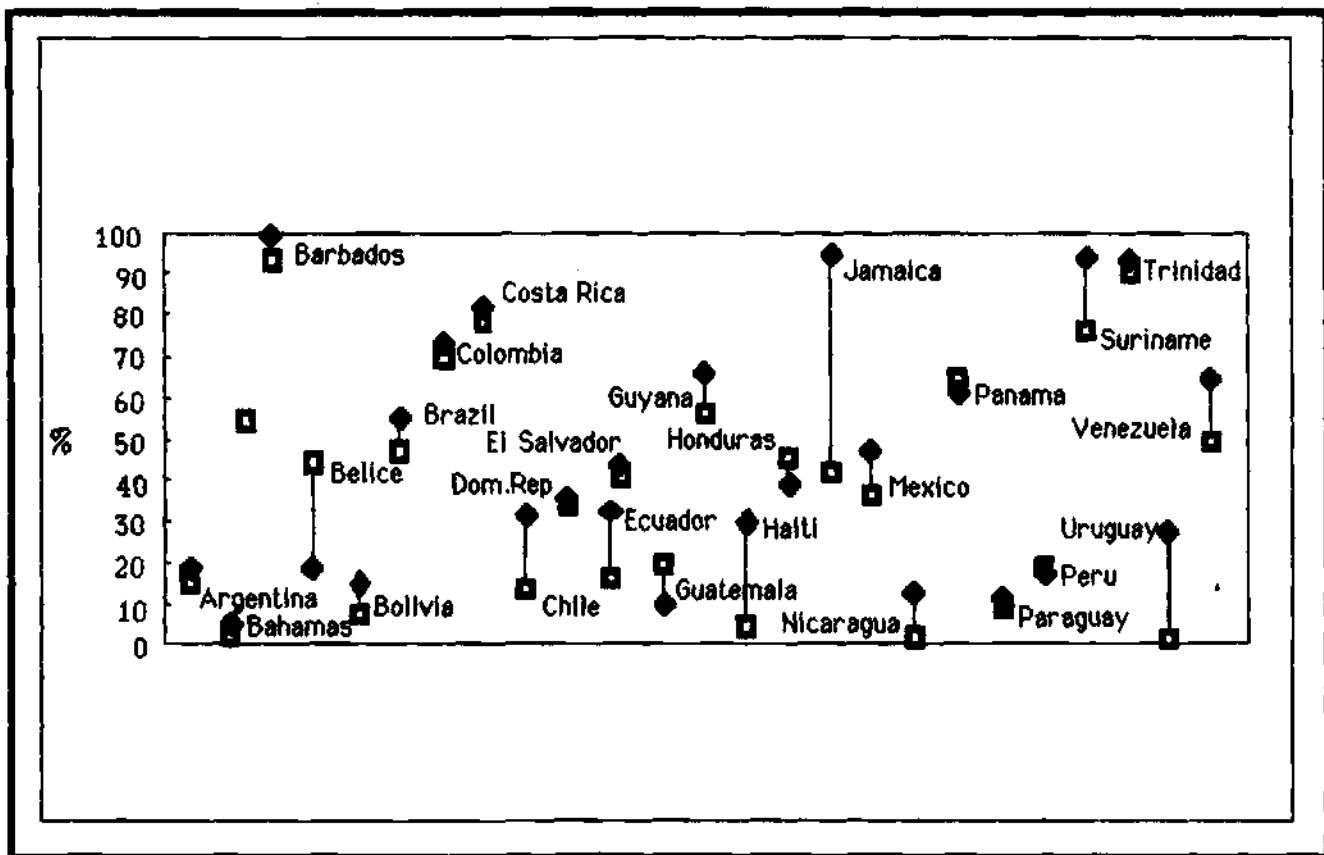 100
90
80
70
60
50
40
30
20
10
0
%
Barbados
Costa Rica
Colombia
Brazil
Belice
Argentina
Bahamas
Bolivia
El Salvador
Dom.Rep
Ecuador
Chile
Guatemala
Guyana
Honduras
Haiti
Jamaica
Mexico
Nicaragua
Panama
Paraguay
Peru
Suriname
Trinidad
Venezuela
Uruguay